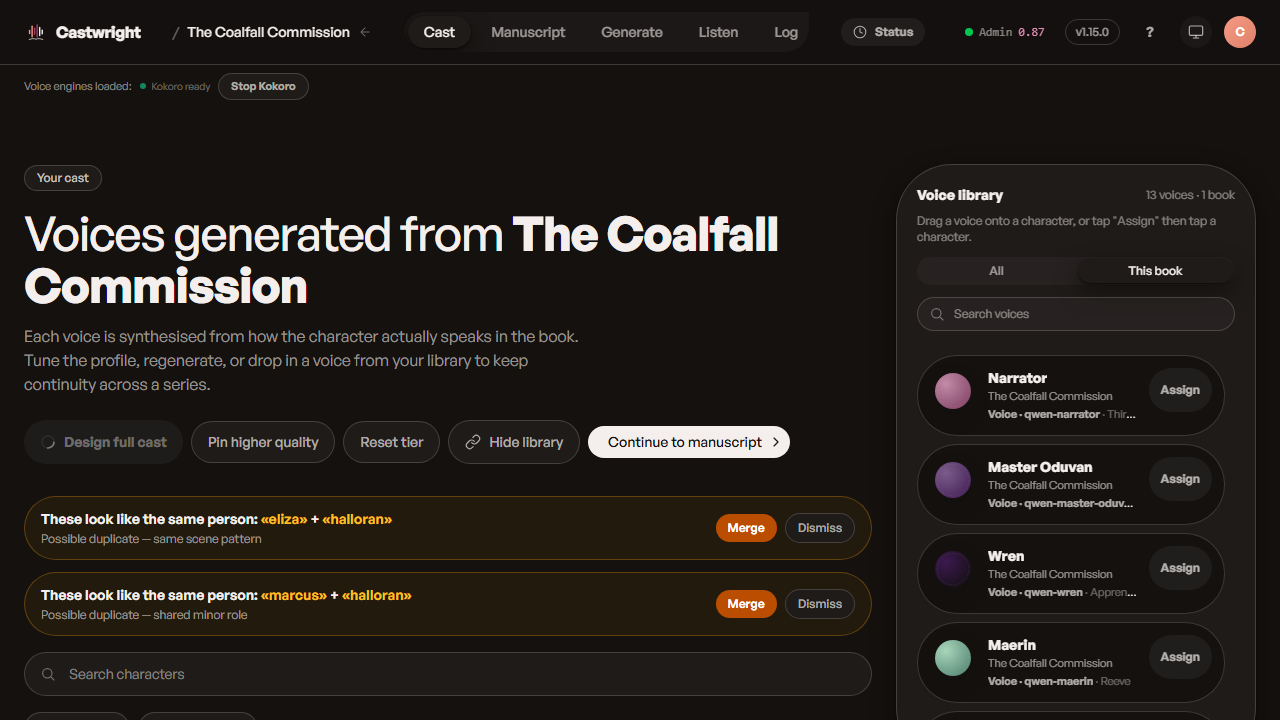 Castwright
/ The Coalfall Commission ←
Cast
Manuscript
Generate
Listen
Log
Status
Admin 0.87
v1.15.0
?
C
Voice engines loaded:
Kokoro ready
Stop Kokoro
Your cast
Voices generated from The Coalfall
Commission
Each voice is synthesised from how the character actually speaks in the book.
Tune the profile, regenerate, or drop in a voice from your library to keep
continuity across a series.
Design full cast
Pin higher quality
Reset tier
Hide library
Continue to manuscript
These look like the same person: «eliza» + «halloran»
Possible duplicate — same scene pattern
Merge
Dismiss
These look like the same person: «marcus» + «halloran»
Possible duplicate — shared minor role
Merge
Dismiss
Search characters
Voice library
13 voices · 1 book
Drag a voice onto a character, or tap "Assign" then tap a
character.
All
This book
Search voices
Narrator
The Coalfall Commission
Voice · qwen-narrator · Thir...
Assign
Master Oduvan
The Coalfall Commission
Voice · qwen-master-oduv...
Assign
Wren
The Coalfall Commission
Voice · qwen-wren · Appren...
Assign
Maerin
The Coalfall Commission
Voice · qwen-maerin · Reeve
Assign